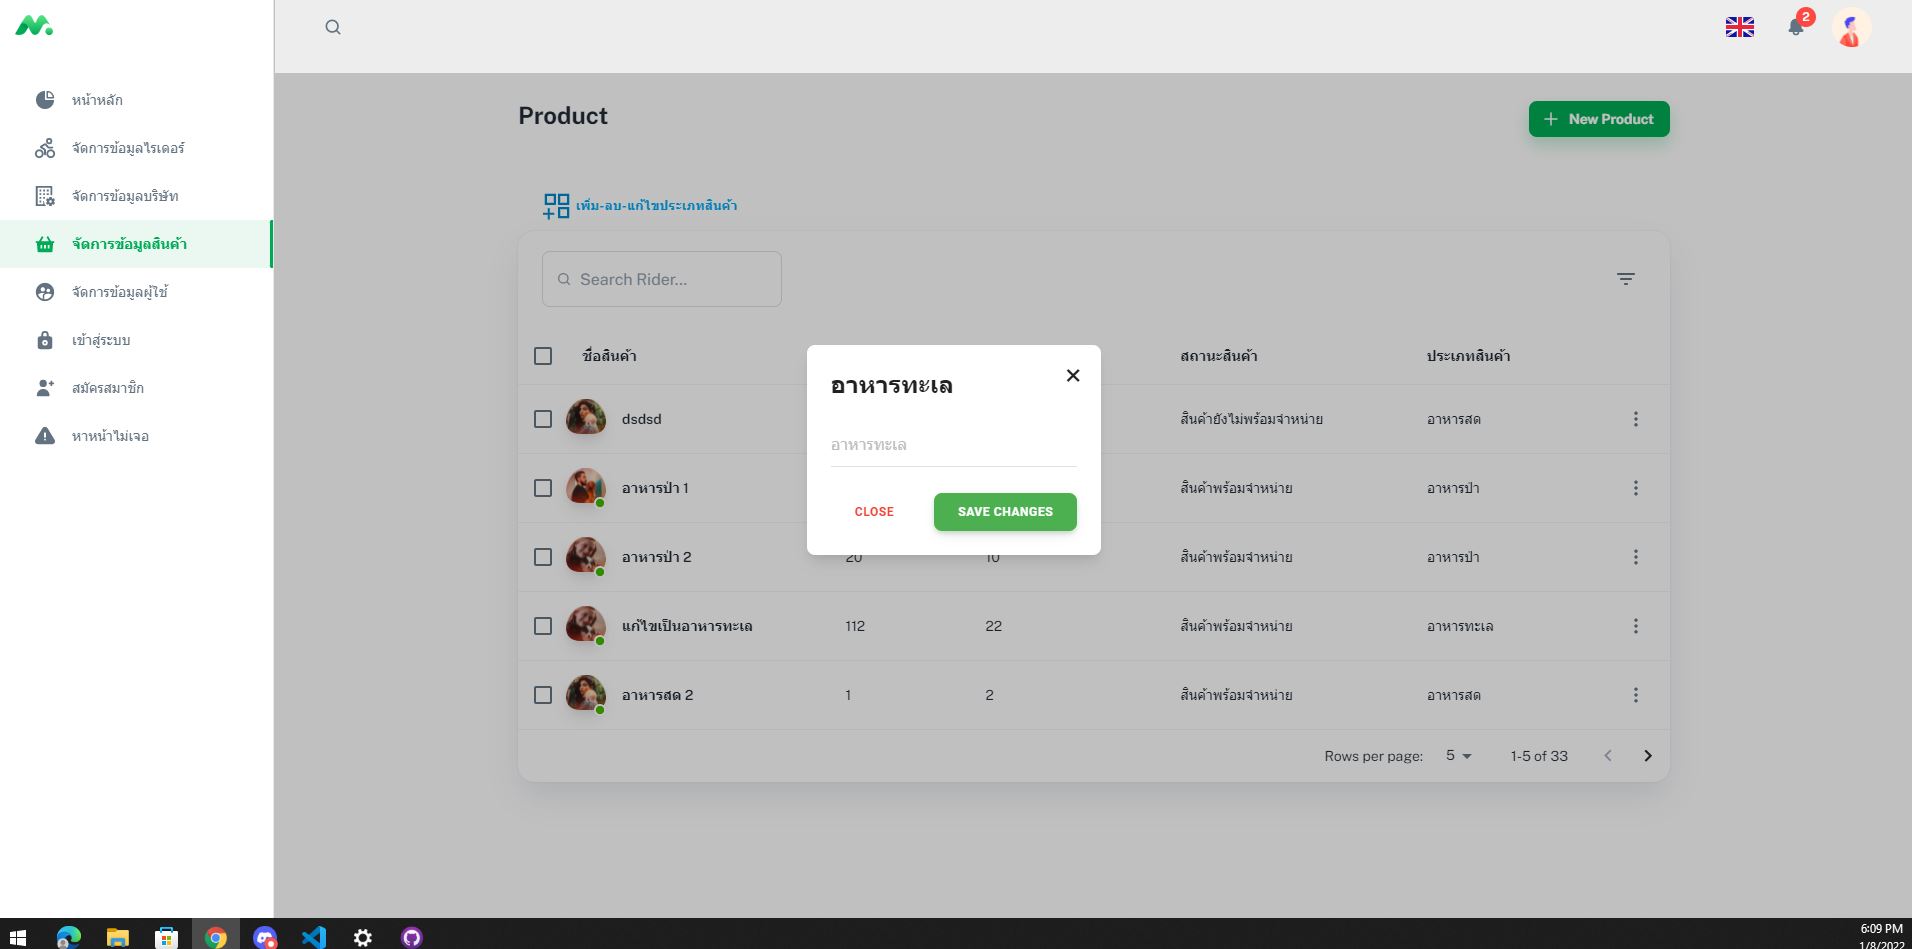 2
หน้าหลัก
จัดการข้อมูลไรเดอร์
จัดการข้อมูลบริษัท
จัดการข้อมูลสินค้า
จัดการข้อมูลผู้ใช้
เข้าสู่ระบบ
สมัครสมาชิก
หาหน้าไม่เจอ
Product
New Product
เพิ่ม-ลบ-แก้ไขประเภทสินค้า
Search Rider...
ชื่อสินค้า สถานะสินค้า ประเภทสินค้า
dsdsd สินค้ายังไม่พร้อมจำหน่าย อาหารสด
อาหารป่า 1 สินค้าพร้อมจำหน่าย อาหารป่า
อาหารป่า 2 20 10 สินค้าพร้อมจำหน่าย อาหารป่า
แก้ไขเป็นอาหารทะเล 112 22 สินค้าพร้อมจำหน่าย อาหารทะเล
อาหารสด 2 1 2 สินค้าพร้อมจำหน่าย อาหารสด
Rows per page: 5 1-5 of 33
อาหารทะเล
อาหารทะเล
CLOSE SAVE CHANGES
6:09 PM
1/8/2022